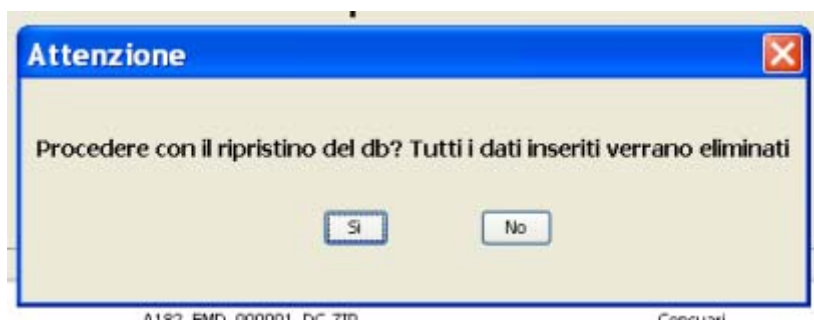 Attenzione
Procedere con il ripristino del db? Tutti i dati inseriti verrano eliminati
Si No